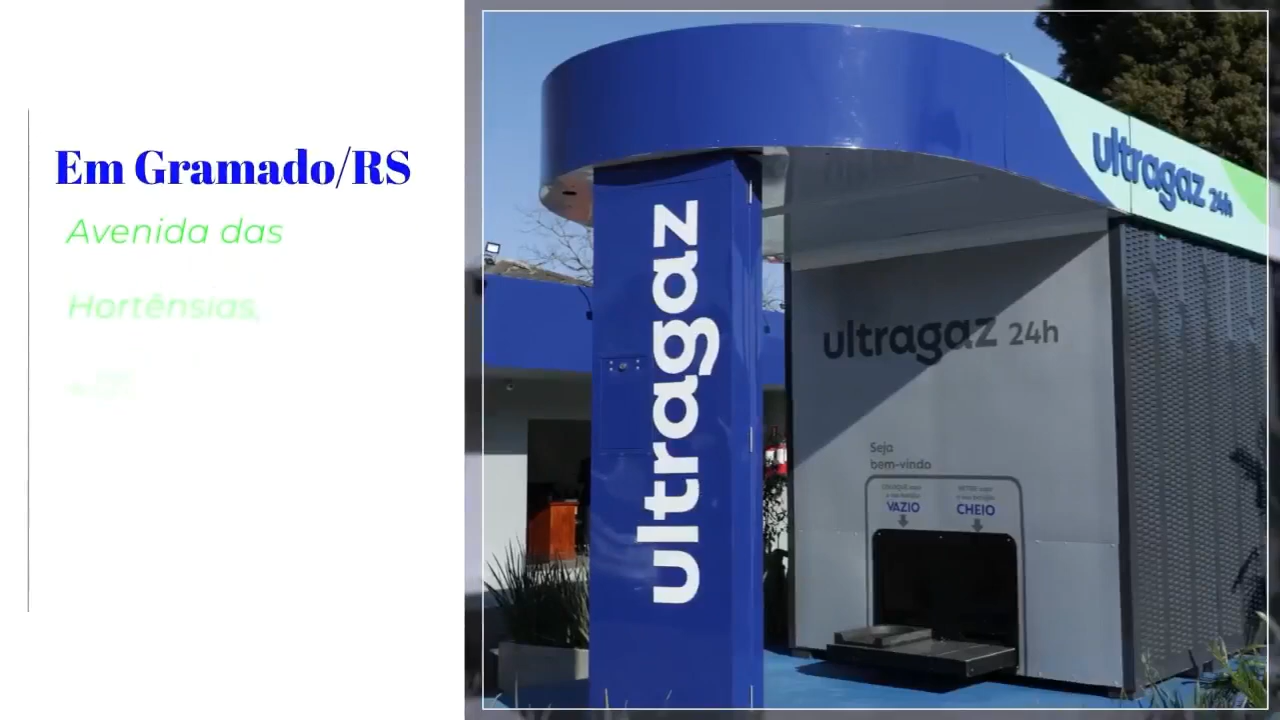 Em Gramado/RS
Avenida das
Hortênsias,
ultragaz
ultragaz 24h
ultragaz 24h
Seja
bem-vindo
VAZIO
CHEIO